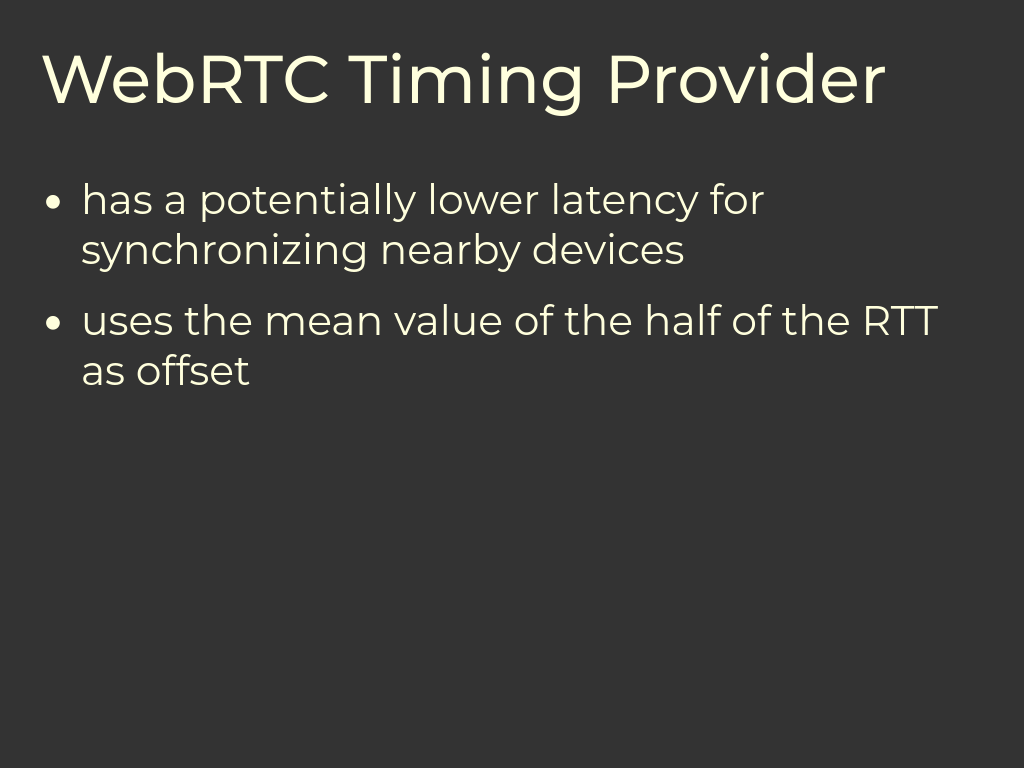 WebRTC Timing Provider
• has a potentially lower latency for
synchronizing nearby devices
• uses the mean value of the half of the RTT
as offset